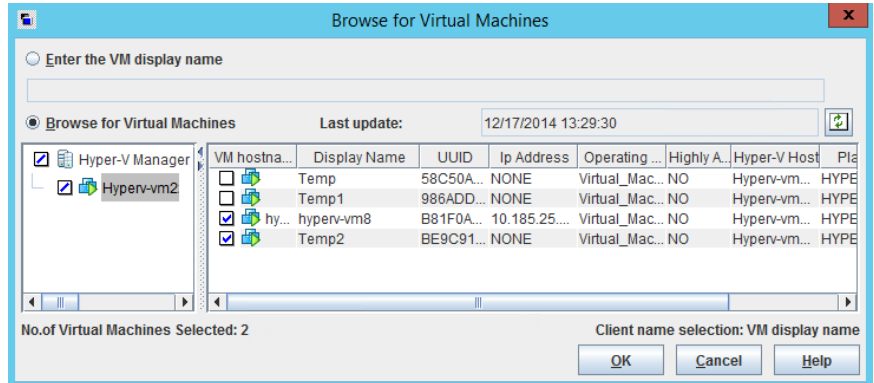 Browse for Virtual Machines
x
Enter the VM display name
Browse for Virtual Machines Last update: 12/17/2014 13:29:30
Hyper-V Manager
Hyperv-vm2
VM hostna... Display Name UUID Ip Address Operating ... Highly A... Hyper-V Host Pla
Temp 58C50A... NONE Virtual_Mac... NO Hyperv-vm... HYPE
Temp1 986ADD... NONE Virtual_Mac... NO Hyperv-vm... HYPE
hy... hyperv-vm8 B81F0A... 10.185.25.... Virtual_Mac... NO Hyperv-vm... HYPE
Temp2 BE9C91... NONE Virtual_Mac... NO Hyperv-vm... HYPE
No.of Virtual Machines Selected: 2 Client name selection: VM display name
OK Cancel Help